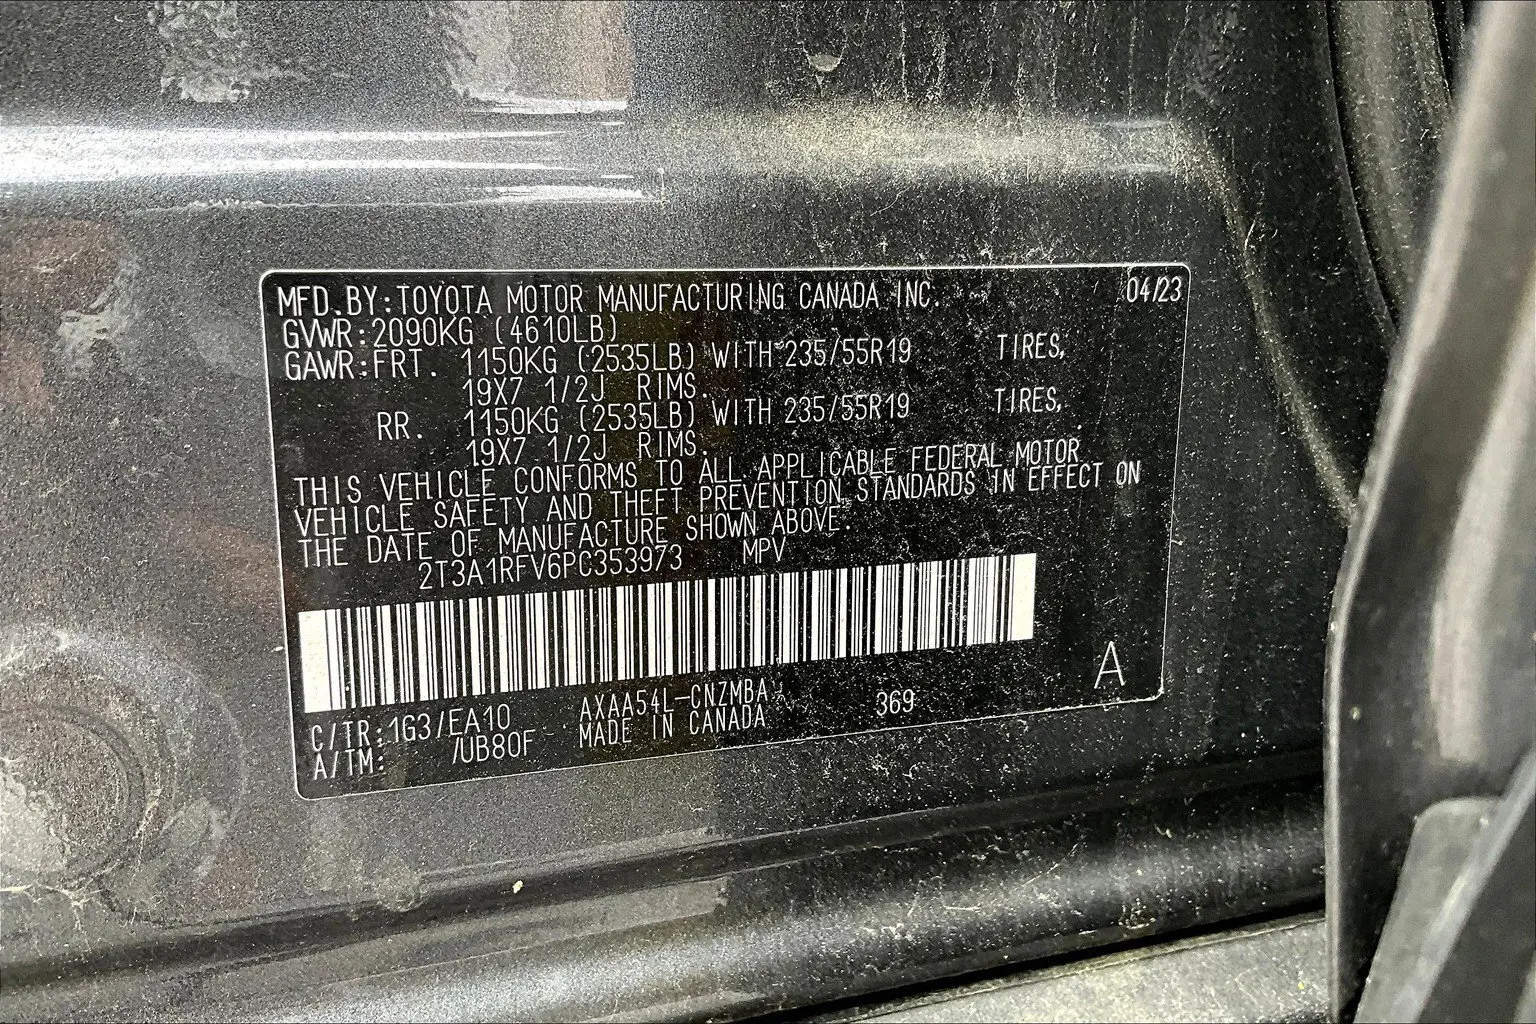 MFD.BY:TOYOTA MOTOR MANUFACTURING CANADA INC. 04/23
GVWR:2090KG (4610LB)
GAWR:FRT. 1150KG (2535LB) WITH 235/55R19 TIRES,
19X7 1/2J RIMS.
RR. 1150KG (2535LB) WITH 235/55R19 TIRES,
19X7 1/2J RIMS.
THIS VEHICLE CONFORMS TO ALL APPLICABLE FEDERAL MOTOR
VEHICLE SAFETY AND THEFT PREVENTION STANDARDS IN EFFECT ON
THE DATE OF MANUFACTURE SHOWN ABOVE.
2T3A1RFV6PC353973 MPV
A
C/TR:1G3/EA10 AXAA54L-CNZMBA 369
A/TM: /UB80F MADE IN CANADA